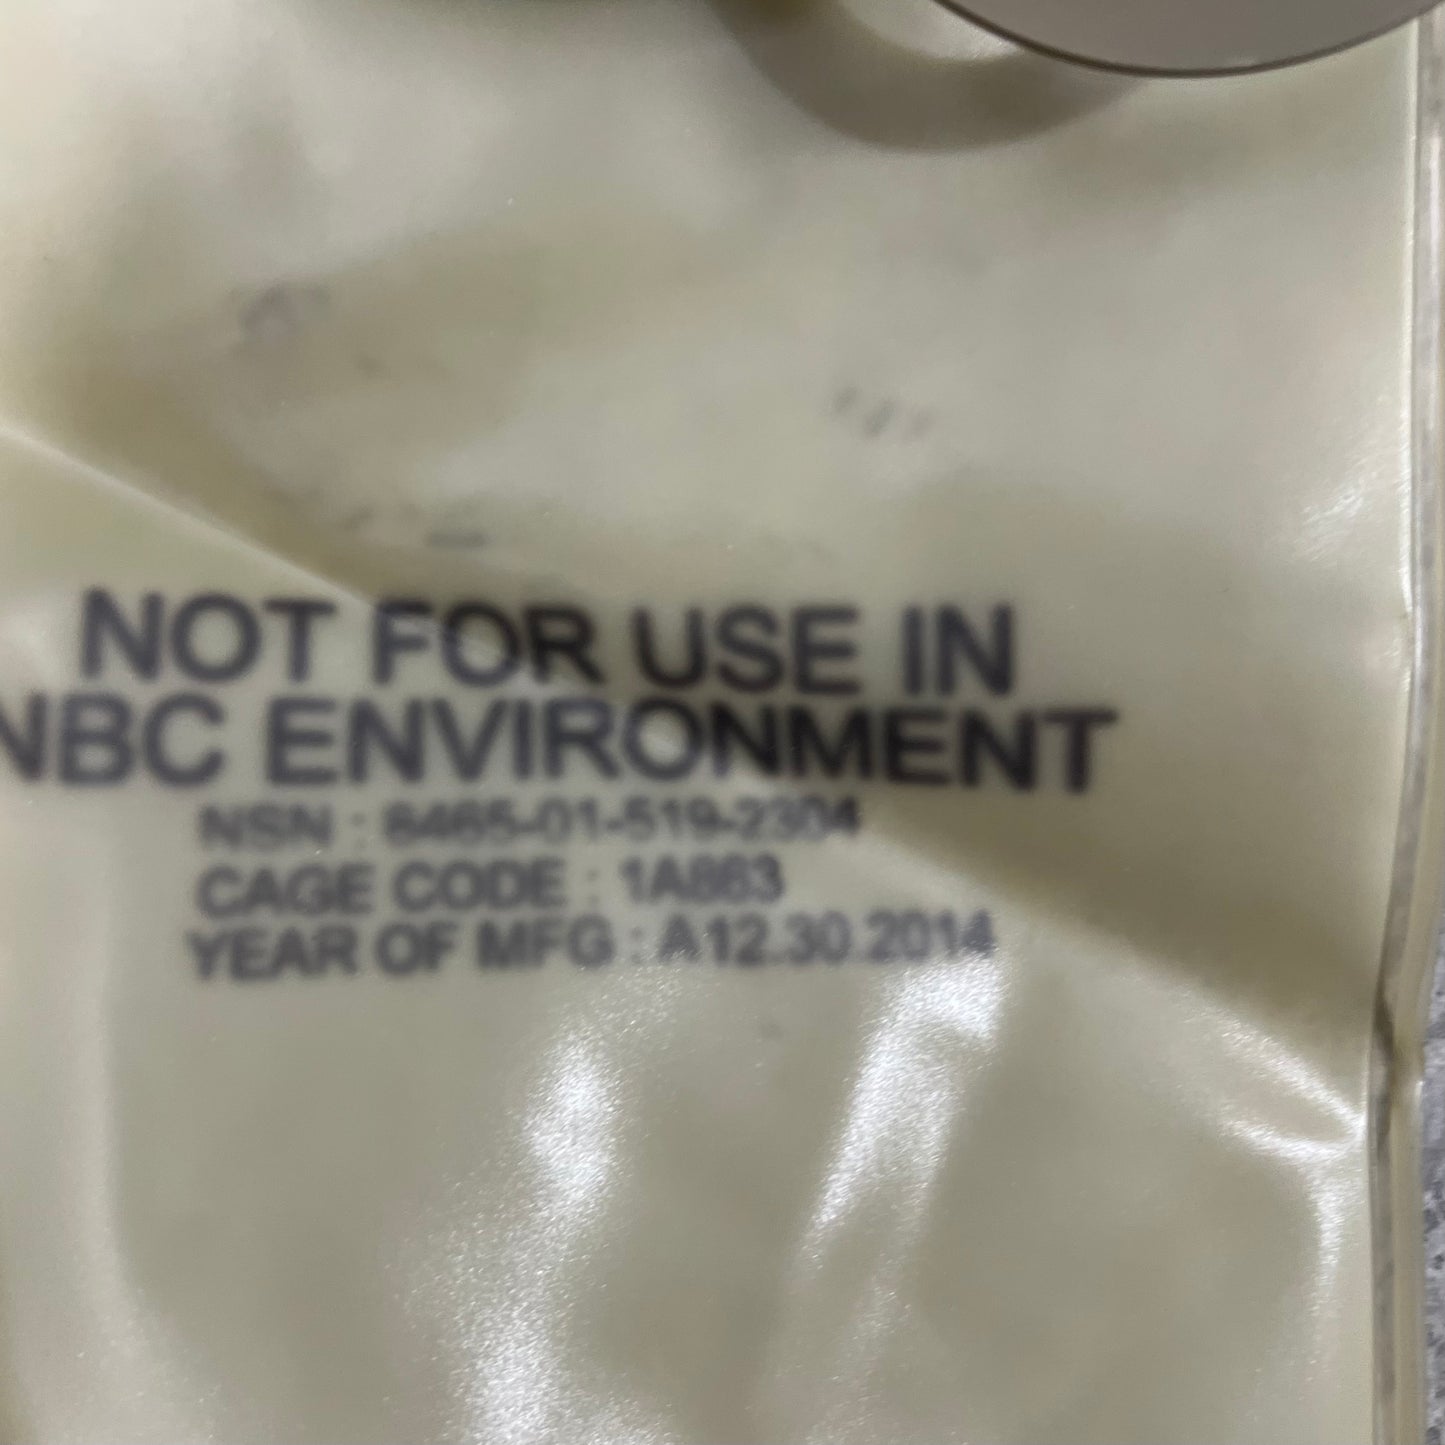 NOT FOR USE IN
NBC ENVIRONMENT
NSN : 8465-01-519-2304
CAGE CODE : 1A863
YEAR OF MFG : A12.30.2014